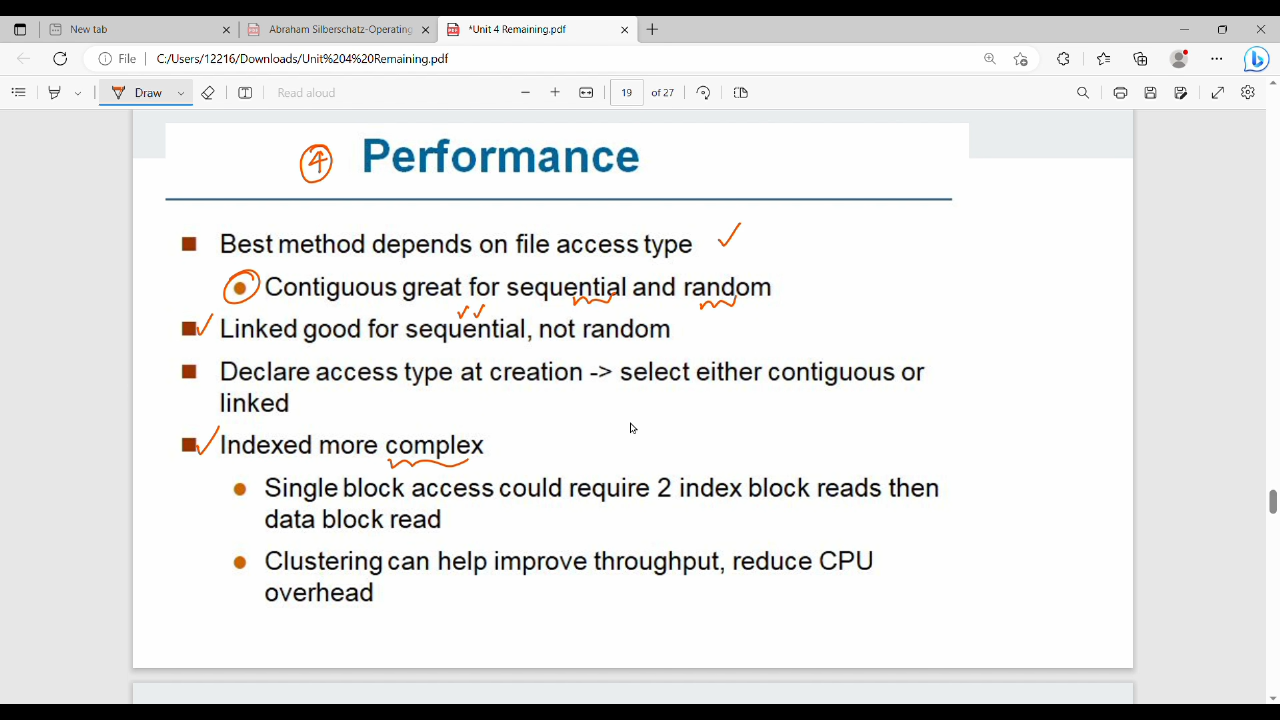 New tab
Abraham Silberschatz-Operating
*Unit 4 Remaining.pdf
File
C:/Users/12216/Downloads/Unit%204%20Remaining.pdf
Draw
Read aloud
19 of 27
4 Performance
Best method depends on file access type
Contiguous great for sequential and random
Linked good for sequential, not random
Declare access type at creation -> select either contiguous or
linked
Indexed more complex
Single block access could require 2 index block reads then
data block read
Clustering can help improve throughput, reduce CPU
overhead